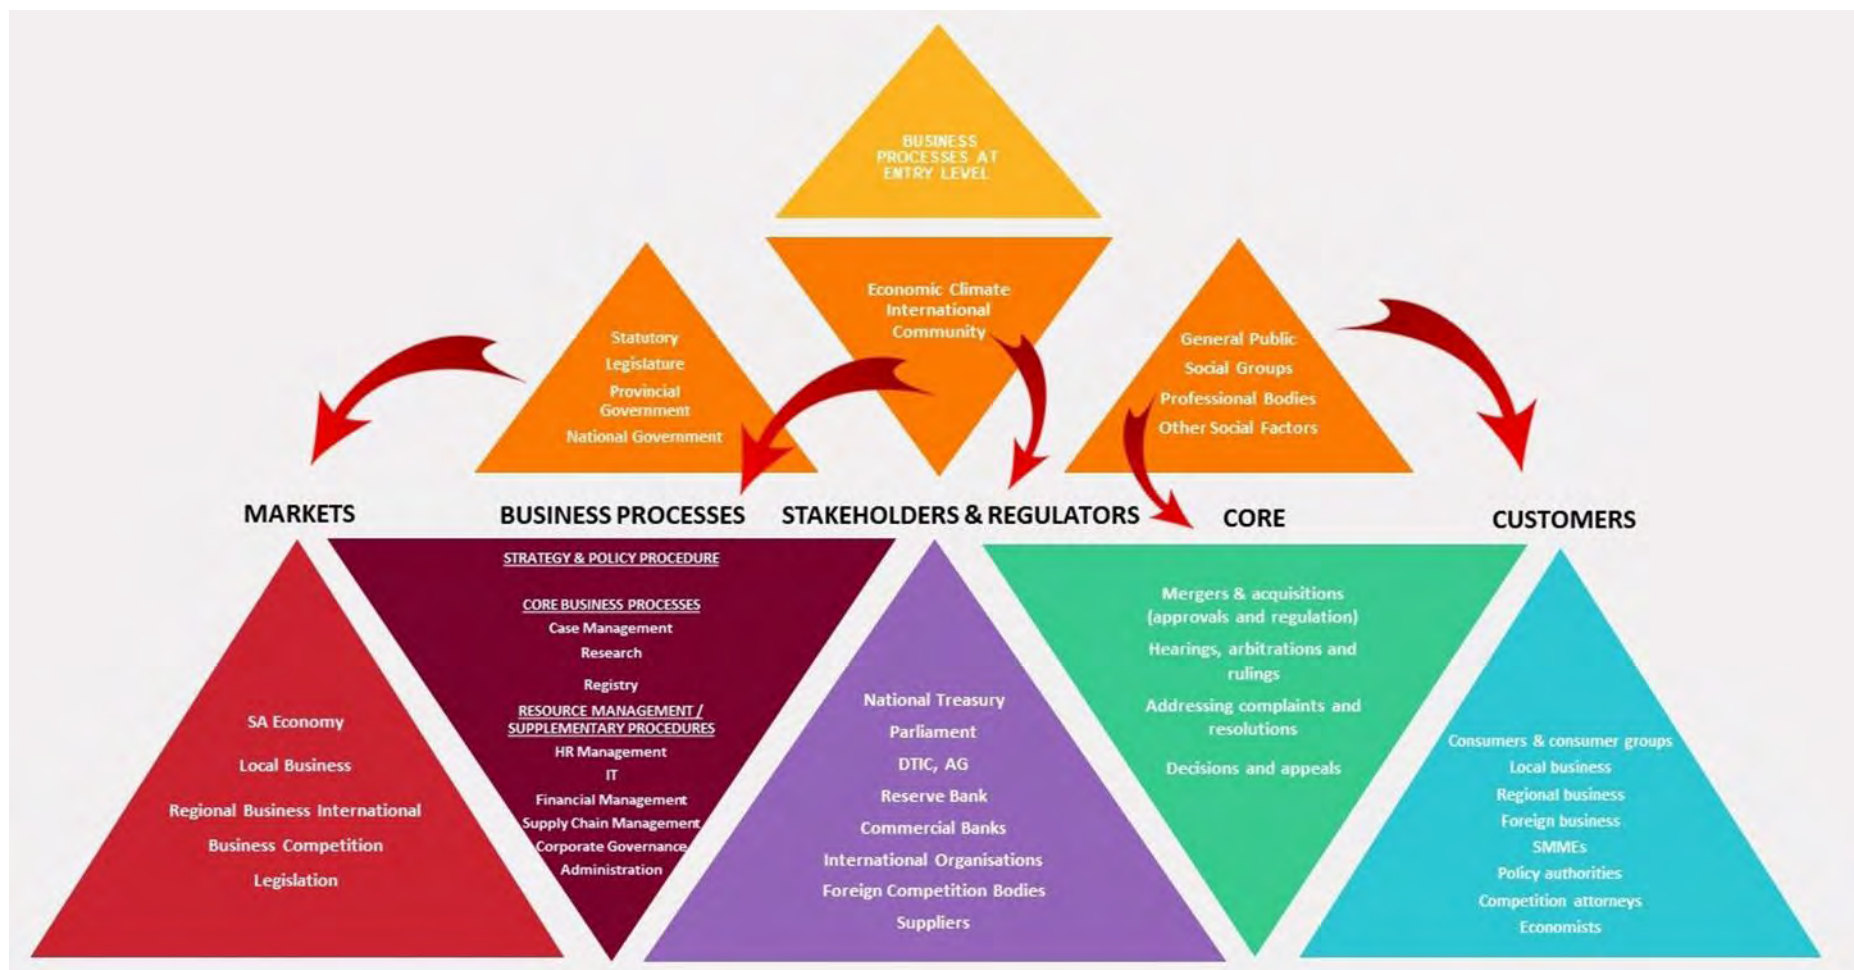 BUSINESS
PROCESSES AT
ENTRY LEVEL
Statutory
Legislature
Provincial
Government
National Government
Economic Climate
International
Community
General Public
Social Groups
Professional Bodies
Other Social Factors
MARKETS
SA Economy
Local Business
Regional Business International
Business Competition
Legislation
BUSINESS PROCESSES
STRATEGY & POLICY PROCEDURE
CORE BUSINESS PROCESSES
Case Management
Research
Registry
RESOURCE MANAGEMENT /
SUPPLEMENTARY PROCEDURES
HR Management
IT
Financial Management
Supply Chain Management
Corporate Governance
Administration
STAKEHOLDERS & REGULATORS
National Treasury
Parliament
DTIC, AG
Reserve Bank
Commercial Banks
International Organisations
Foreign Competition Bodies
Suppliers
CORE
Mergers & acquisitions
(approvals and regulation)
Hearings, arbitrations and
rulings
Addressing complaints and
resolutions
Decisions and appeals
CUSTOMERS
Consumers & consumer groups
Local business
Regional business
Foreign business
SMMEs
Policy authorities
Competition attorneys
Economists